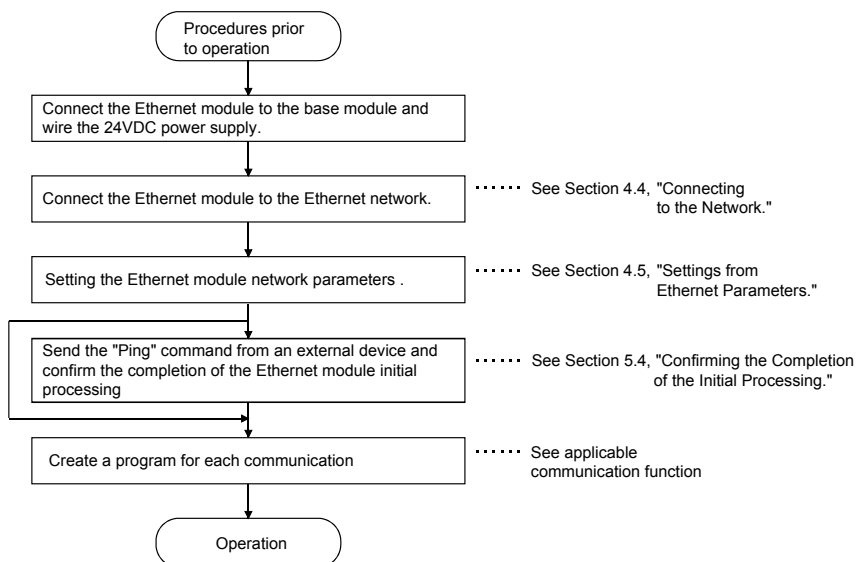 Procedures prior
to operation
Connect the Ethernet module to the base module and
wire the 24VDC power supply.
Connect the Ethernet module to the Ethernet network.
See Section 4.4, "Connecting
to the Network."
Setting the Ethernet module network parameters .
See Section 4.5, "Settings from
Ethernet Parameters."
Send the "Ping" command from an external device and
confirm the completion of the Ethernet module initial
processing
See Section 5.4, "Confirming the Completion
of the Initial Processing."
Create a program for each communication
See applicable
communication function
Operation